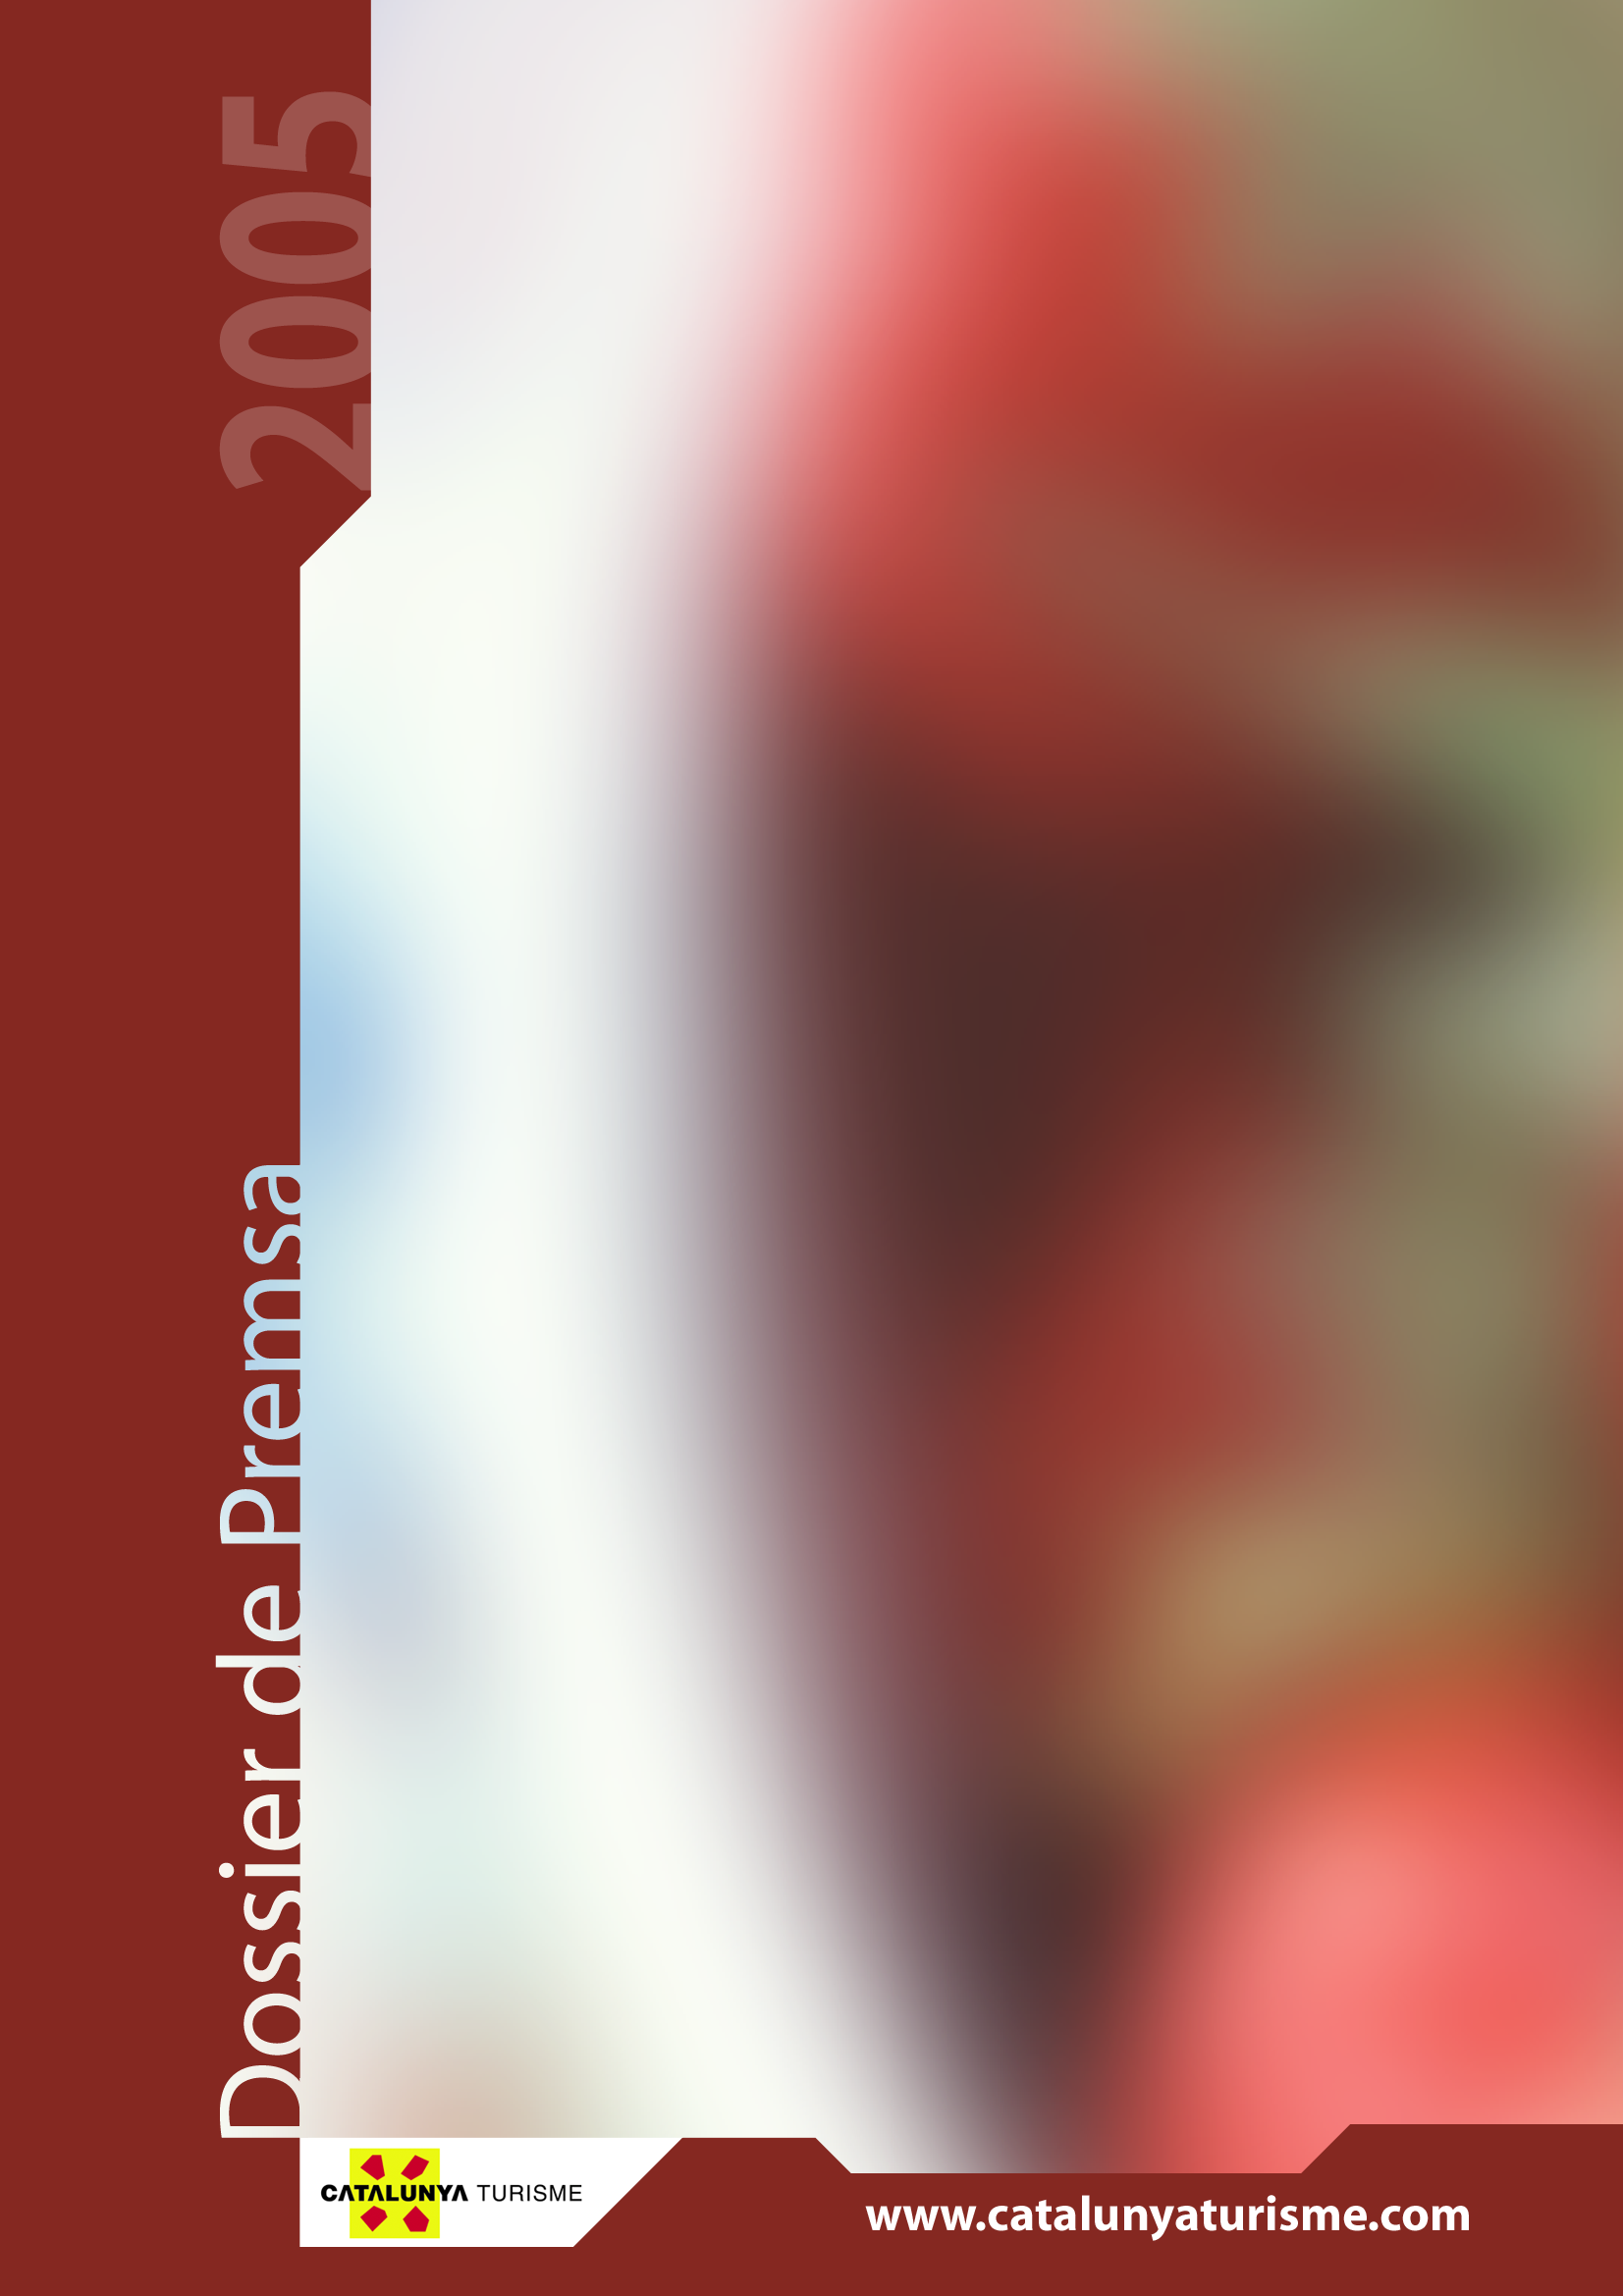 2005
Dossier de Premsa
CATALUNYA TURISME
www.catalunyaturisme.com